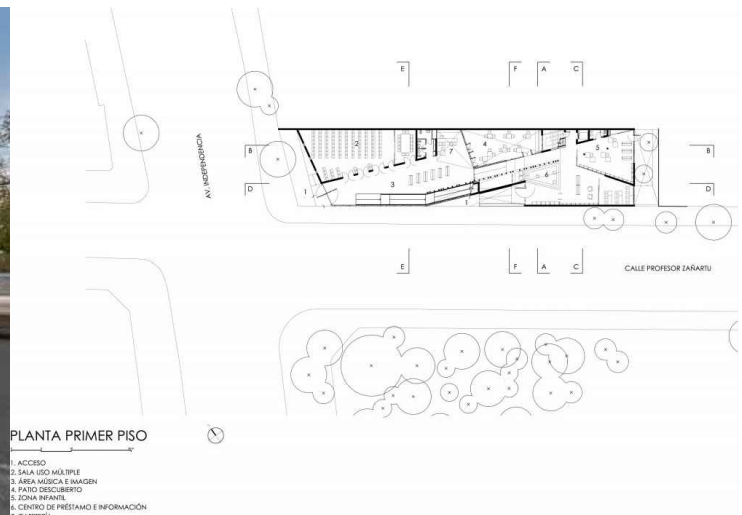 E
F
A
C
AV. INDEPENDENCIA
B
D
2
7
4
5
1
3
6
1
B
D
E
F
A
C
CALLE PROFESOR ZAÑARTU
PLANTA PRIMER PISO
1. ACCESO
2. SALA USO MÚLTIPLE
3. ÁREA MÚSICA E IMAGEN
4. PATIO DESCUBIERTO
5. ZONA INFANTIL
6. CENTRO DE PRÉSTAMO E INFORMACIÓN